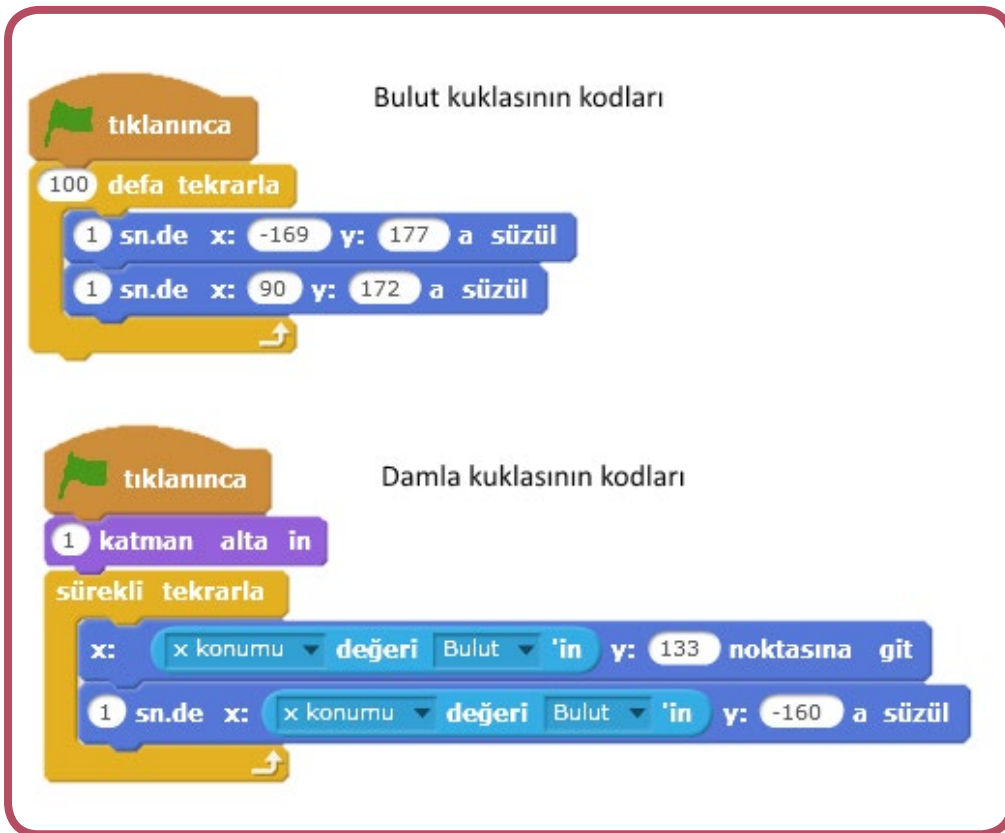 Bulut kuklasının kodları
tıklanınca
100 defa tekrarla
1 sn.de x: -169 y: 177 a süzül
1 sn.de x: 90 y: 172 a süzül
Damla kuklasının kodları
tıklanınca
1 katman alta in
sürekli tekrarla
x: x konumu değeri Bulut 'in y: 133 noktasına git
1 sn.de x: x konumu değeri Bulut 'in y: -160 a süzül